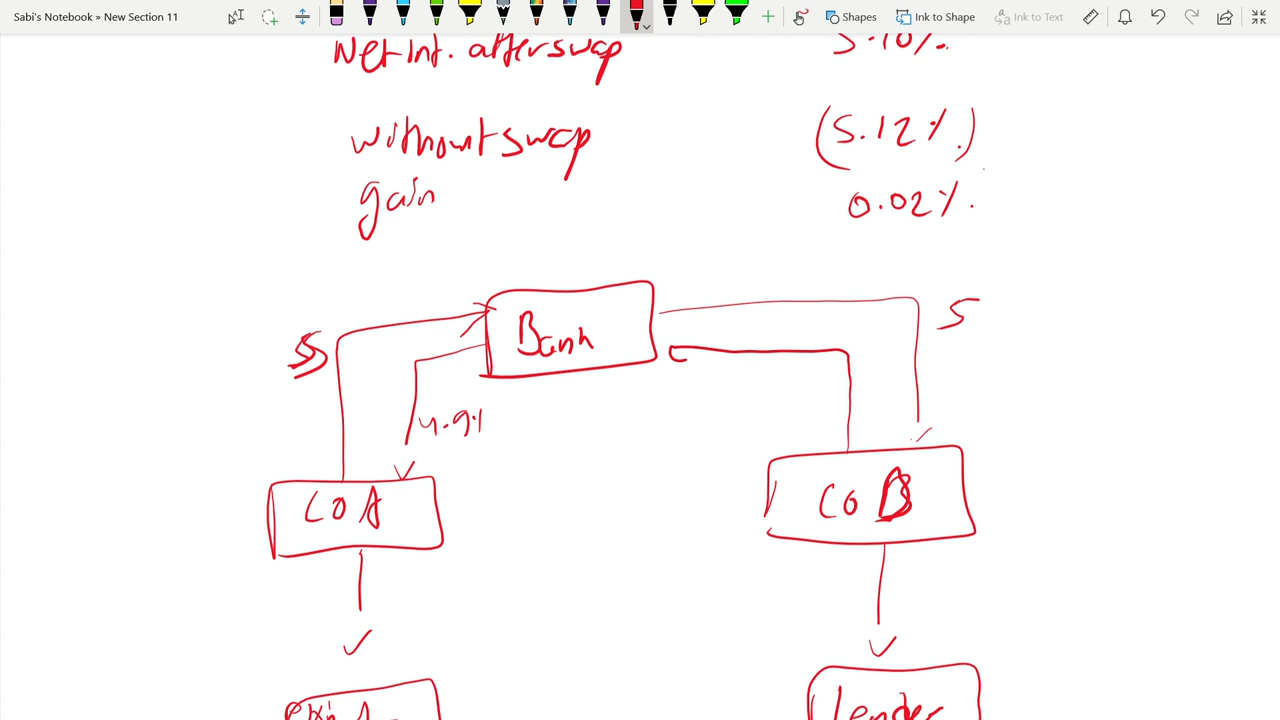 Sabi's Notebook » New Section 11
Shapes
Ink to Shape
Ink to Text
Net int. after swap 5.10%.
without swap (5.12%.)
gain 0.02%.
Bank
5
4.9%
CO A
CO B
Lender